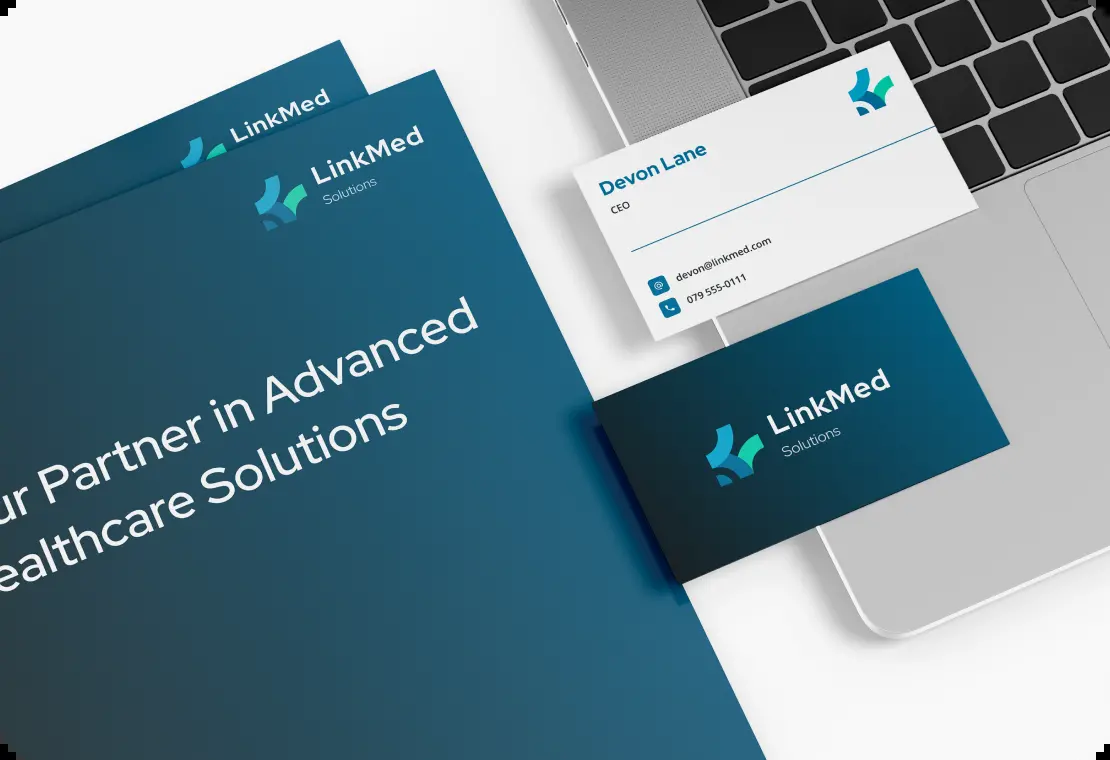 LinkMed
LinkMed
Solutions
ur Partner in Advanced
ealthcare Solutions
Devon Lane
CEO
devon@linkmed.com
079 555-0111
LinkMed
Solutions